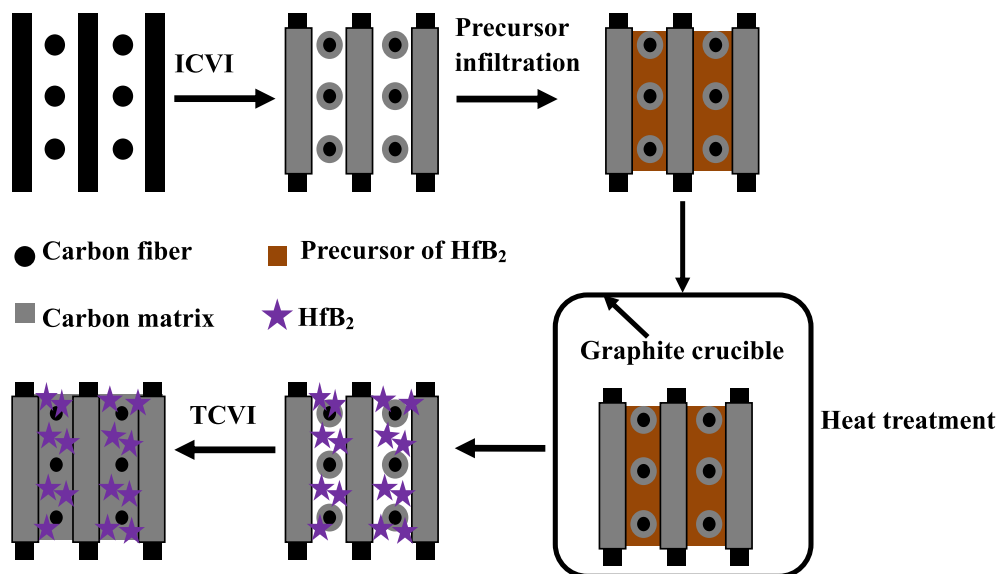 ICVI
Precursor
infiltration
Carbon fiber
Precursor of HfB₂
Carbon matrix
HfB₂
Graphite crucible
Heat treatment
TCVI